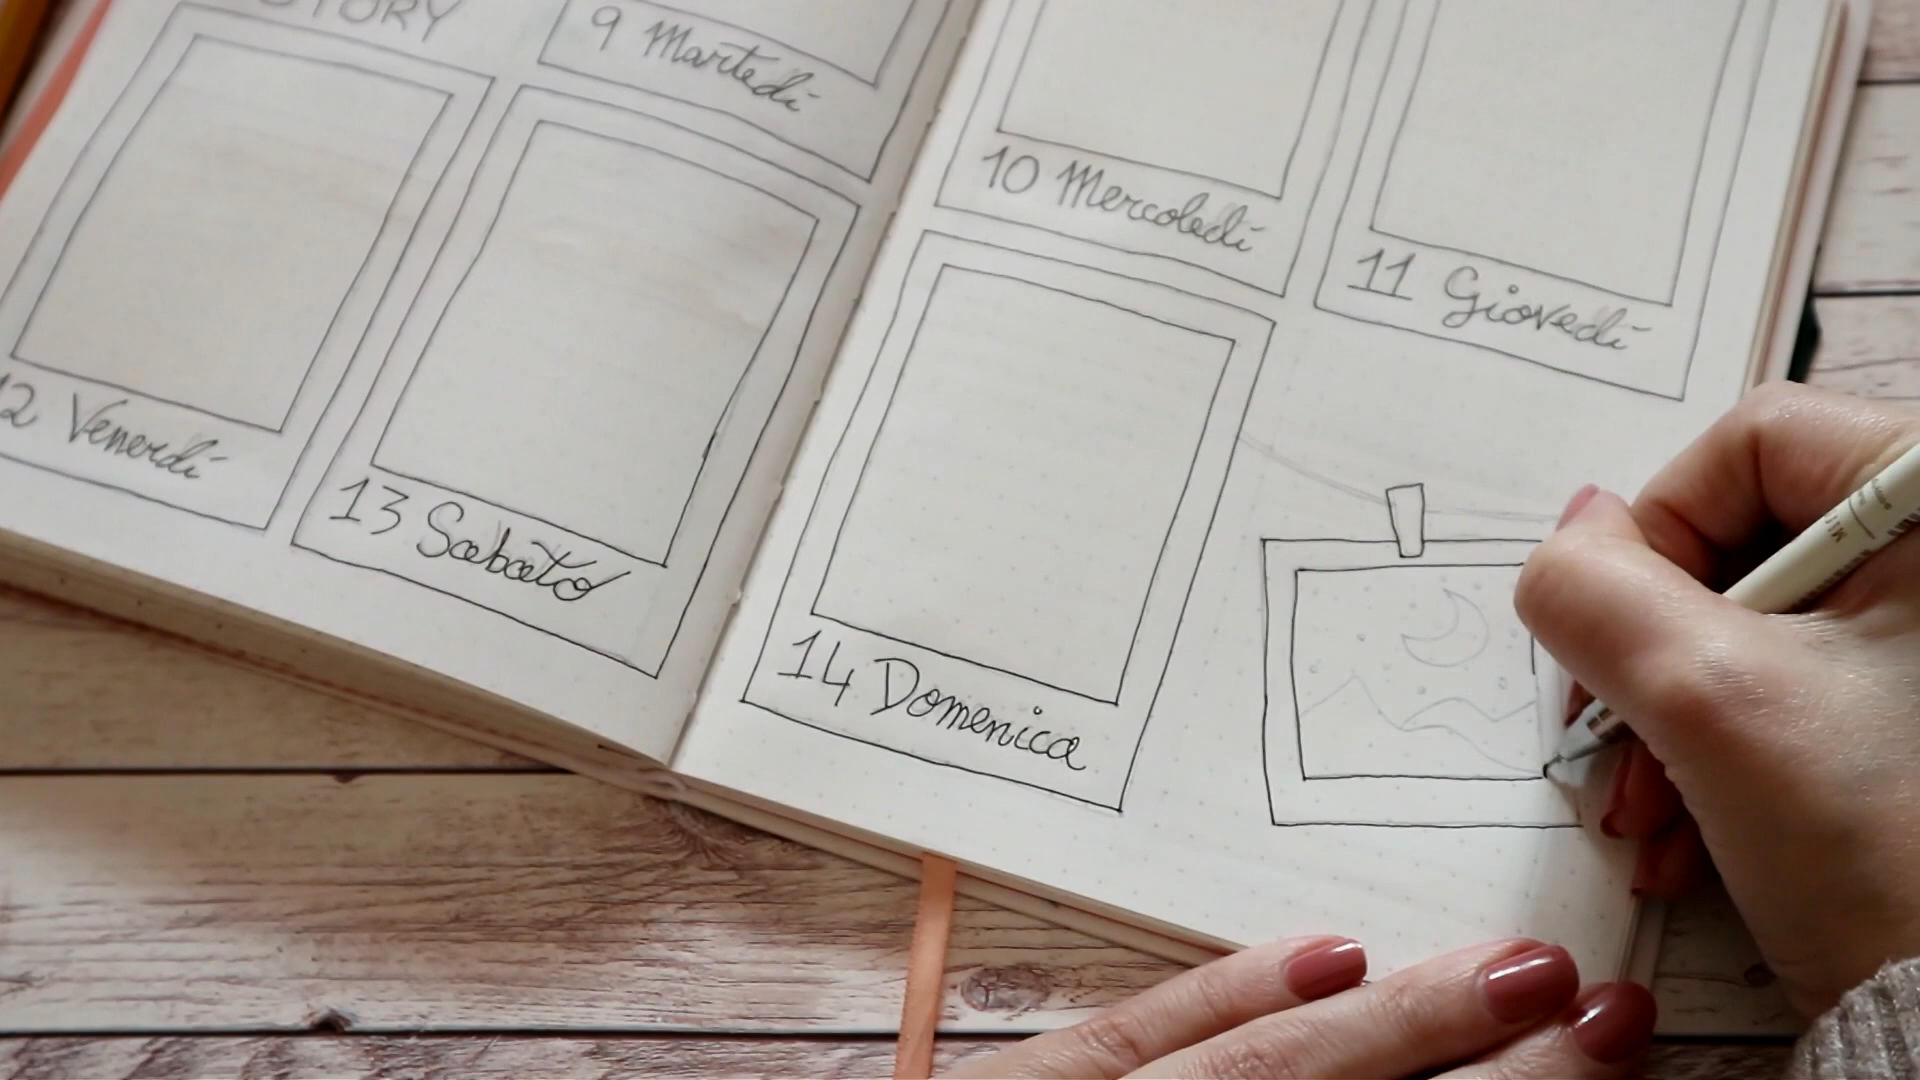 STORY
9 Martedì
10 Mercoledì
11 Giovedì
12 Venerdì
13 Sabato
14 Domenica